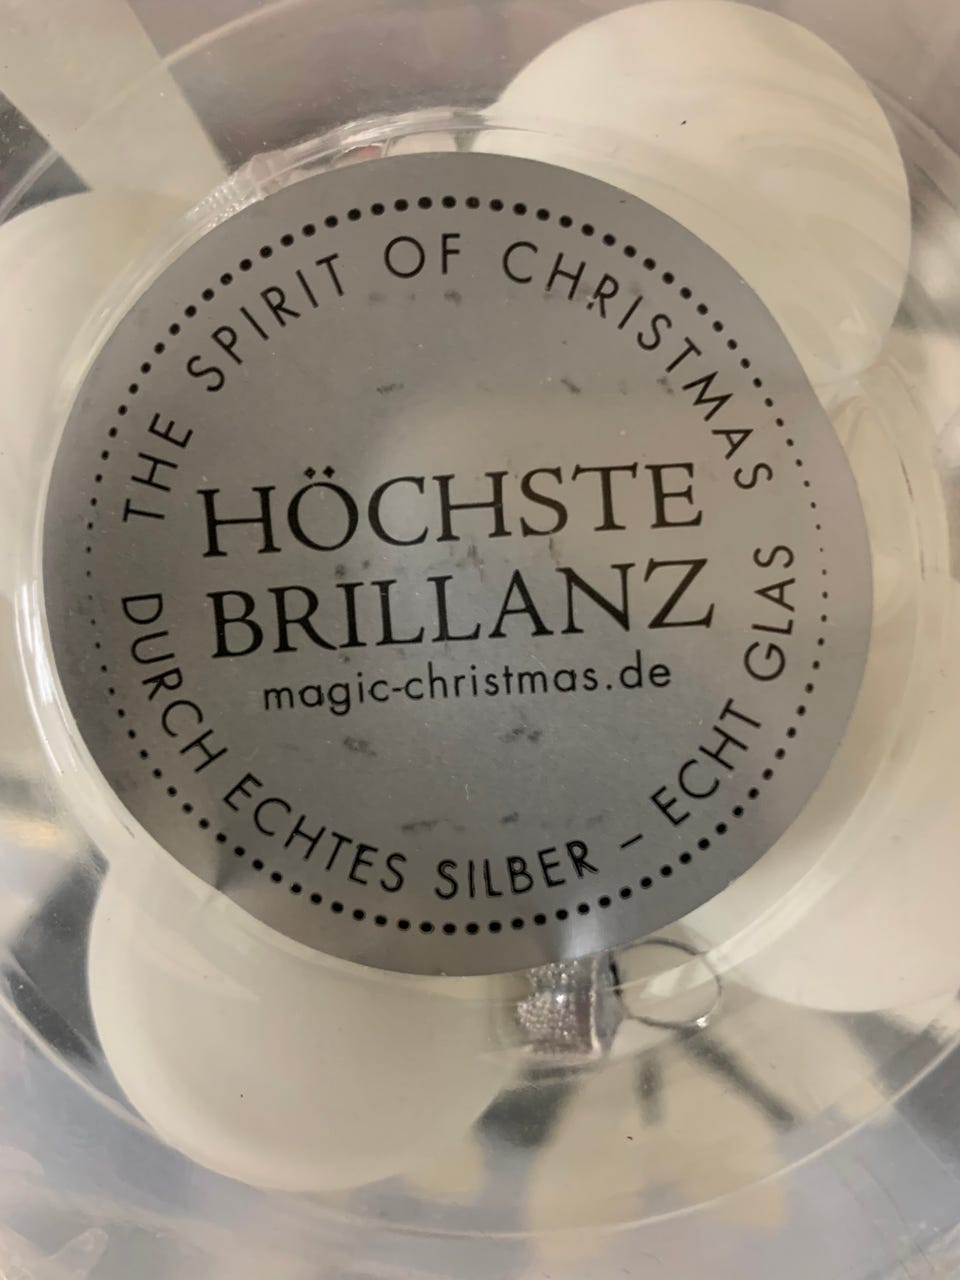 THE SPIRIT OF CHRISTMAS
HÖCHSTE
BRILLANZ
magic-christmas.de
DURCH ECHTES SILBER – ECHT GLAS